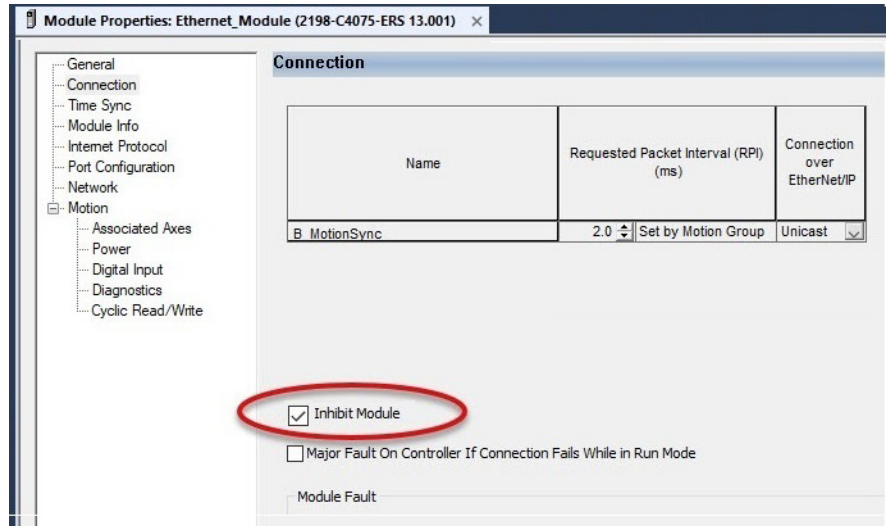 Module Properties: Ethernet_Module (2198-C4075-ERS 13.001)
General
Connection
Time Sync
Module Info
Internet Protocol
Port Configuration
Network
Motion
Associated Axes
Power
Digital Input
Diagnostics
Cyclic Read/Write
Connection
Name
Requested Packet Interval (RPI)
(ms)
Connection
over
EtherNet/IP
B_MotionSync
2.0 Set by Motion Group
Unicast
Inhibit Module
Major Fault On Controller If Connection Fails While in Run Mode
Module Fault